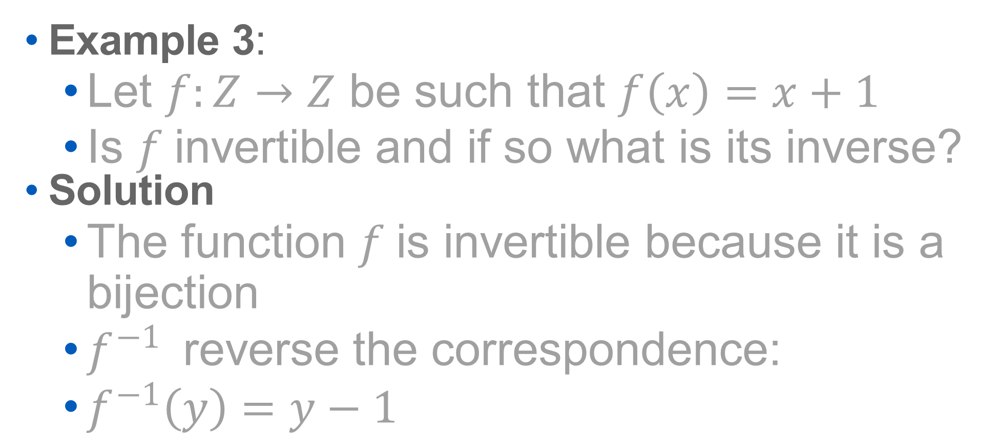 • Example 3:
• Let f: Z → Z be such that f(x) = x + 1
• Is f invertible and if so what is its inverse?
• Solution
• The function f is invertible because it is a
bijection
• f⁻¹ reverse the correspondence:
• f⁻¹(y) = y − 1